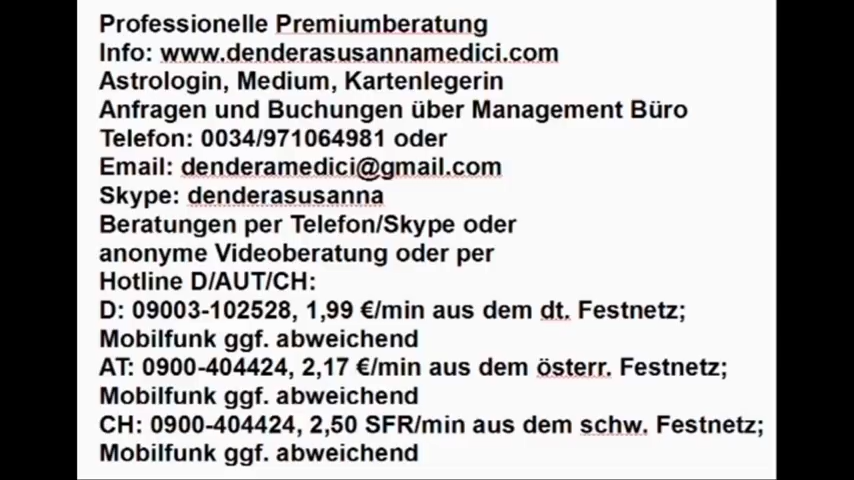 Professionelle Premiumberatung
Info: www.denderasusannamedici.com
Astrologin, Medium, Kartenlegerin
Anfragen und Buchungen über Management Büro
Telefon: 0034/971064981 oder
Email: denderamedici@gmail.com
Skype: denderasusanna
Beratungen per Telefon/Skype oder
anonyme Videoberatung oder per
Hotline D/AUT/CH:
D: 09003-102528, 1,99 €/min aus dem dt. Festnetz;
Mobilfunk ggf. abweichend
AT: 0900-404424, 2,17 €/min aus dem österr. Festnetz;
Mobilfunk ggf. abweichend
CH: 0900-404424, 2,50 SFR/min aus dem schw. Festnetz;
Mobilfunk ggf. abweichend